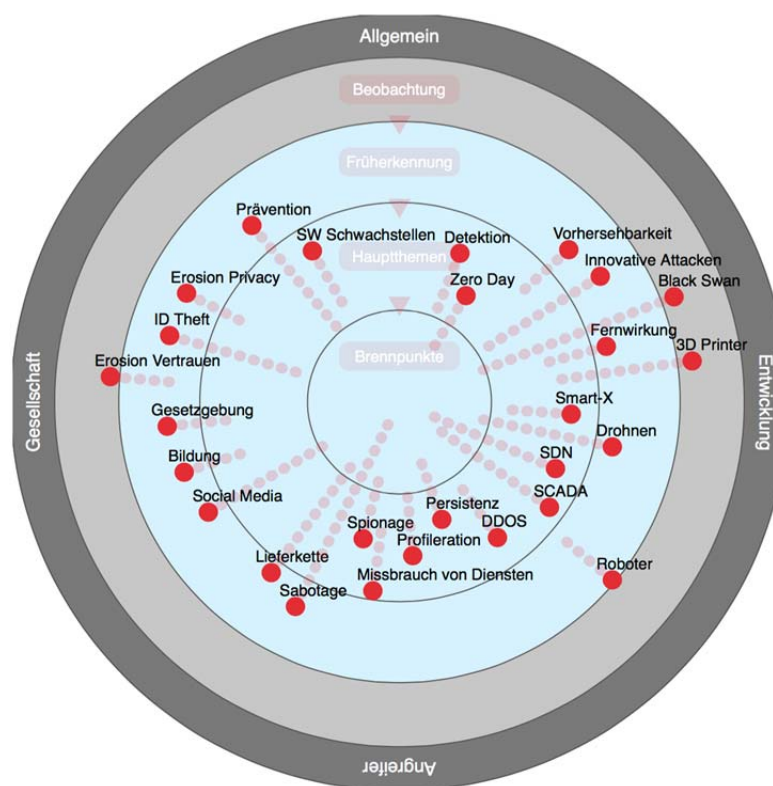 Allgemein
Beobachtung
Früherkennung
Prävention
SW Schwachstellen
Detektion
Vorhersehbarkeit
Hauptthemen
Innovative Attacken
Erosion Privacy
Zero Day
Black Swan
ID Theft
Fernwirkung
3D Printer
Erosion Vertrauen
Brennpunkte
Gesellschaft
Entwicklung
Gesetzgebung
Smart-X
Drohnen
Bildung
SDN
Social Media
SCADA
Persistenz
Spionage
DDOS
Profileration
Lieferkette
Missbrauch von Diensten
Roboter
Sabotage
Angreifer